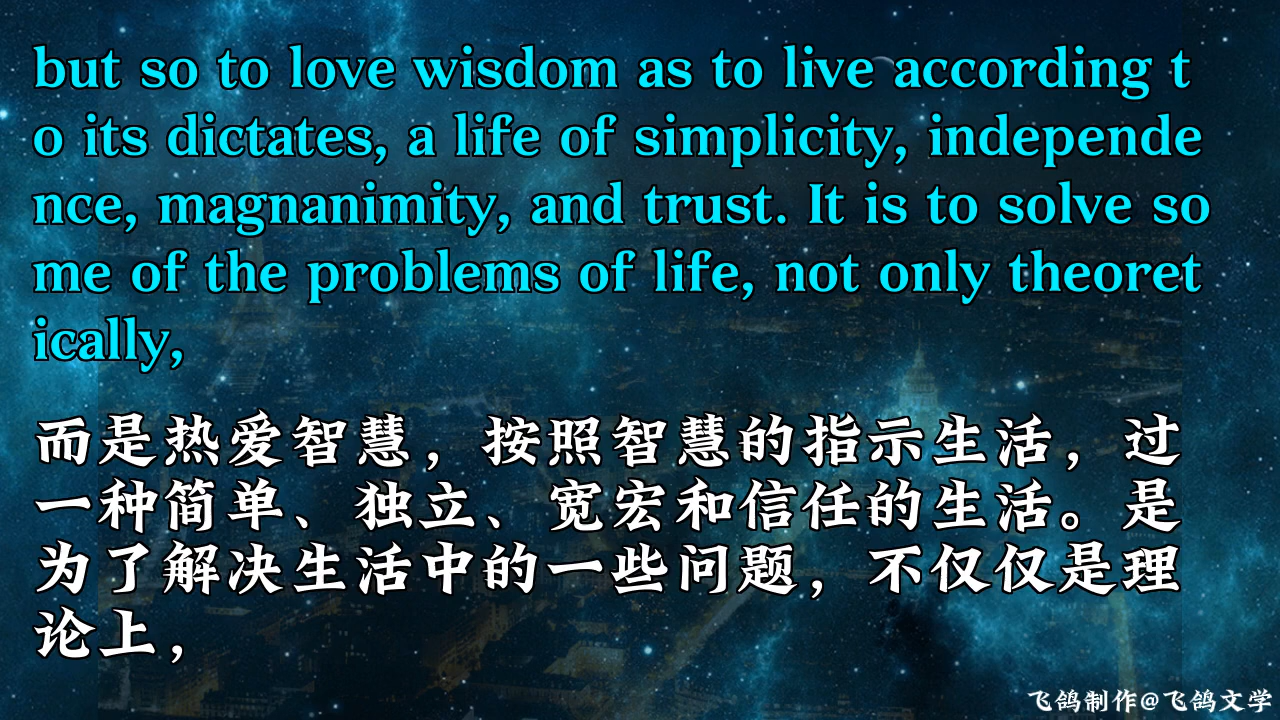 but so to love wisdom as to live according t
o its dictates, a life of simplicity, independe
nce, magnanimity, and trust. It is to solve so
me of the problems of life, not only theoret
ically,
而是热爱智慧，按照智慧的指示生活，过
一种简单、独立、宽宏和信任的生活。是
为了解决生活中的一些问题，不仅仅是理
论上，
飞鸽制作@飞鸽文学